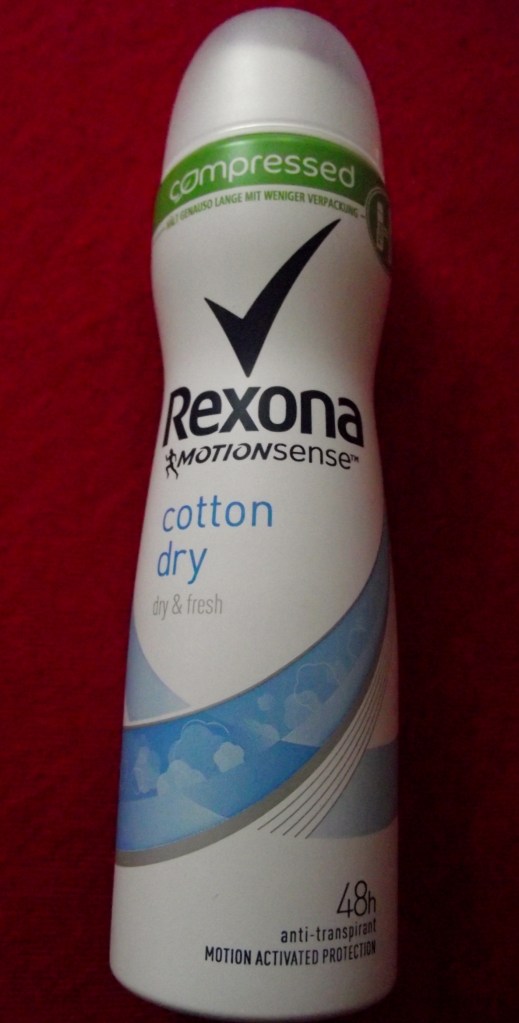 compressed
HÄLT GENAUSO LANGE MIT WENIGER VERPACKUNG
Rexona
MOTIONsense™
cotton
dry
dry & fresh
48h
anti-transpirant
MOTION ACTIVATED PROTECTION